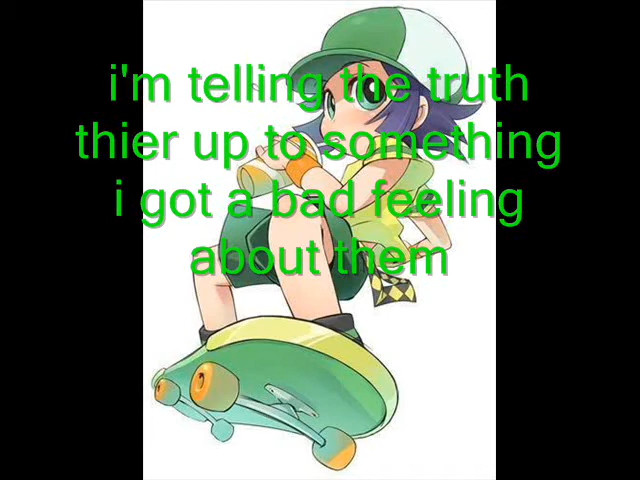 i'm telling the truth
thier up to something
i got a bad feeling
about them